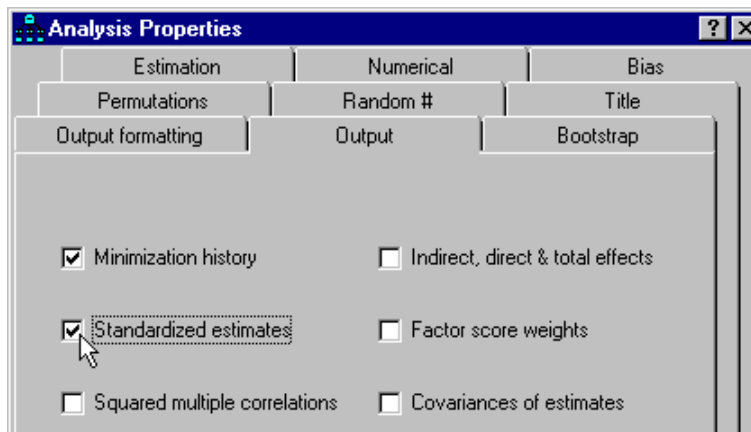 Analysis Properties
Estimation Numerical Bias
Permutations Random # Title
Output formatting Output Bootstrap
Minimization history Indirect, direct & total effects
Standardized estimates Factor score weights
Squared multiple correlations Covariances of estimates